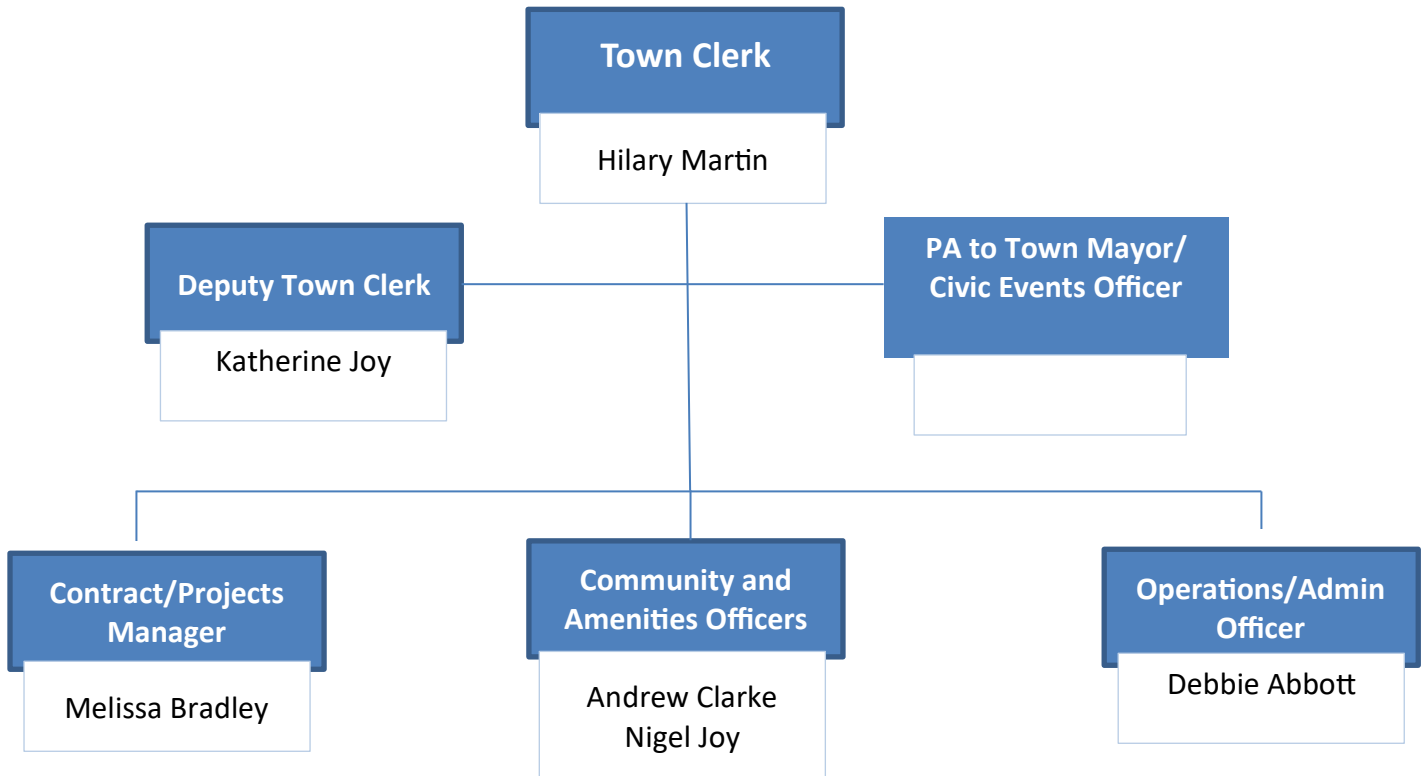 Town Clerk
Hilary Martin
Deputy Town Clerk
Katherine Joy
PA to Town Mayor/
Civic Events Officer
Contract/Projects
Manager
Melissa Bradley
Community and
Amenities Officers
Andrew Clarke
Nigel Joy
Operations/Admin
Officer
Debbie Abbott